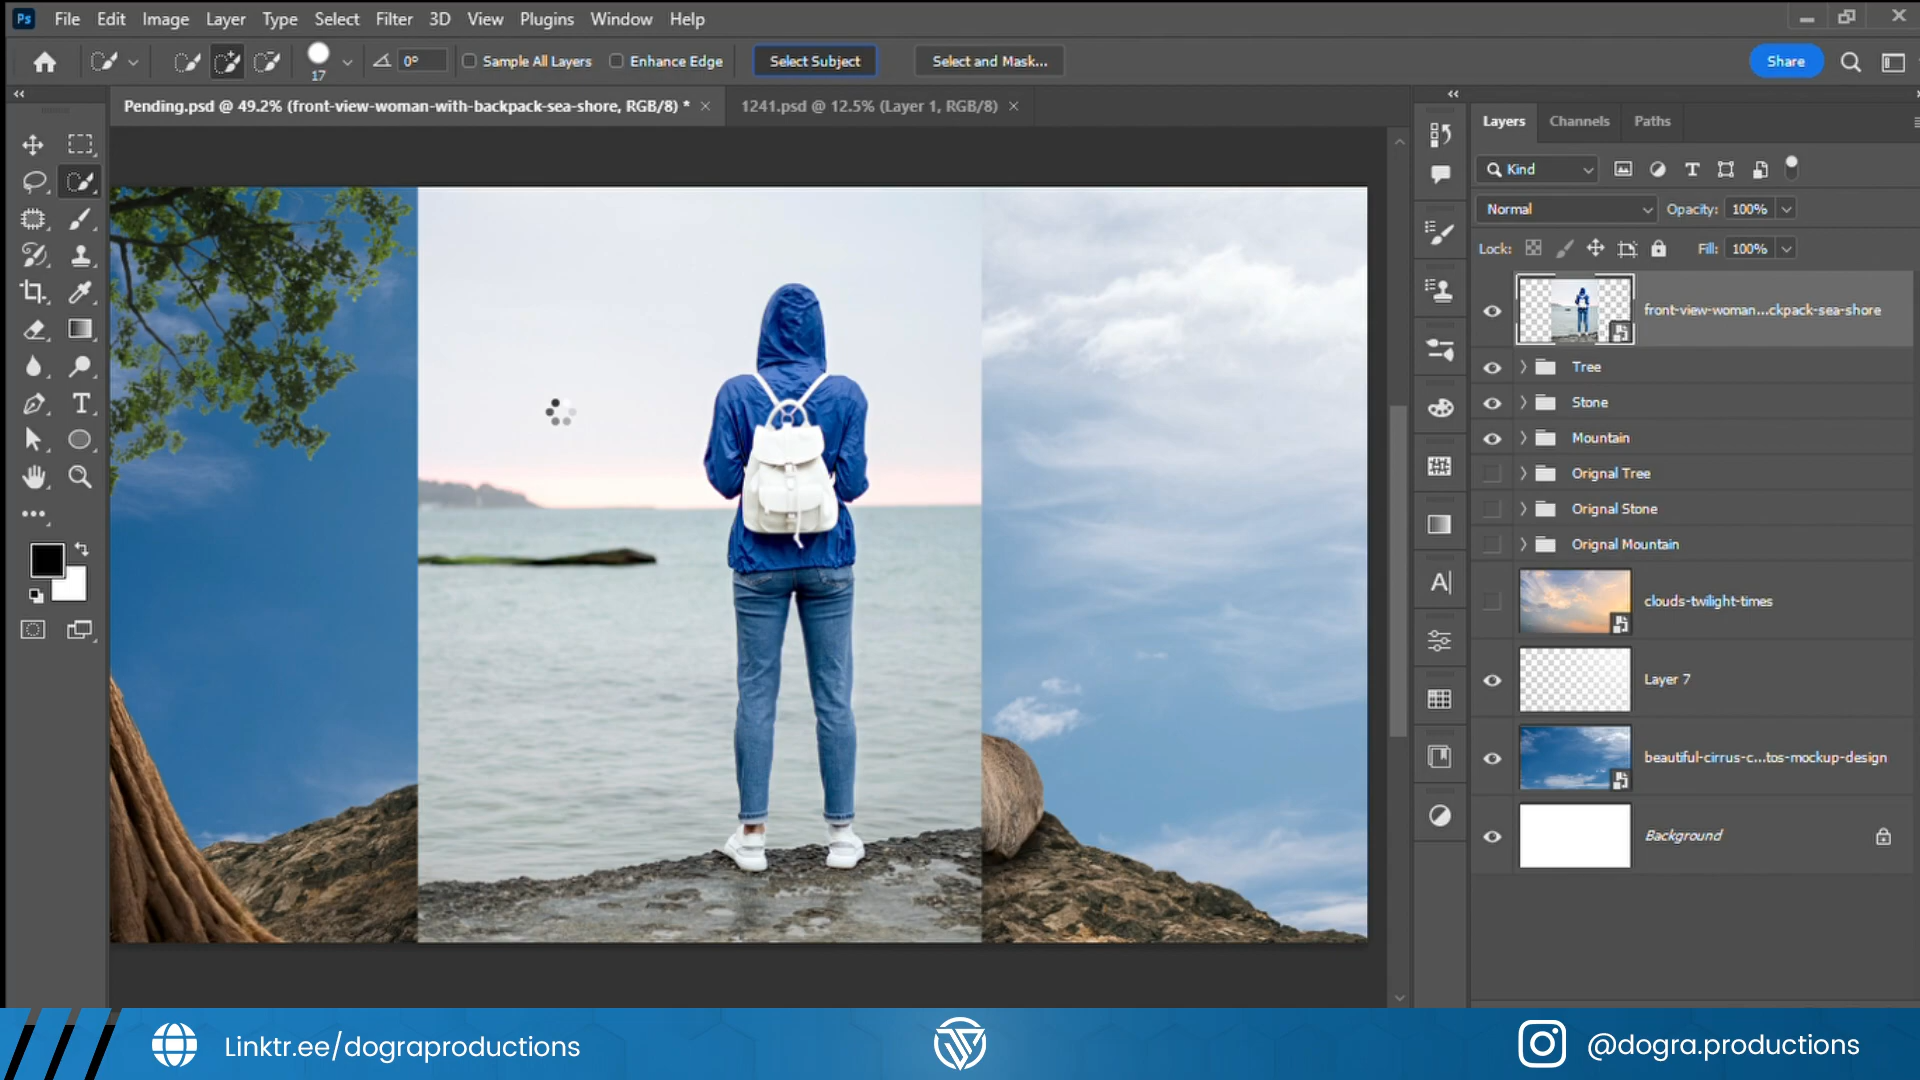 Ps File Edit Image Layer Type Select Filter 3D View Plugins Window Help
17 0° Sample All Layers Enhance Edge Select Subject Select and Mask... Share
Pending.psd @ 49.2% (front-view-woman-with-backpack-sea-shore, RGB/8) * 1241.psd @ 12.5% (Layer 1, RGB/8)
Layers Channels Paths
Kind
Normal Opacity: 100%
Lock: Fill: 100%
front-view-woman...ckpack-sea-shore
Tree
Stone
Mountain
Orignal Tree
Orignal Stone
Orignal Mountain
clouds-twilight-times
Layer 7
beautiful-cirrus-c...tos-mockup-design
Background
Linktr.ee/dograproductions @dogra.productions